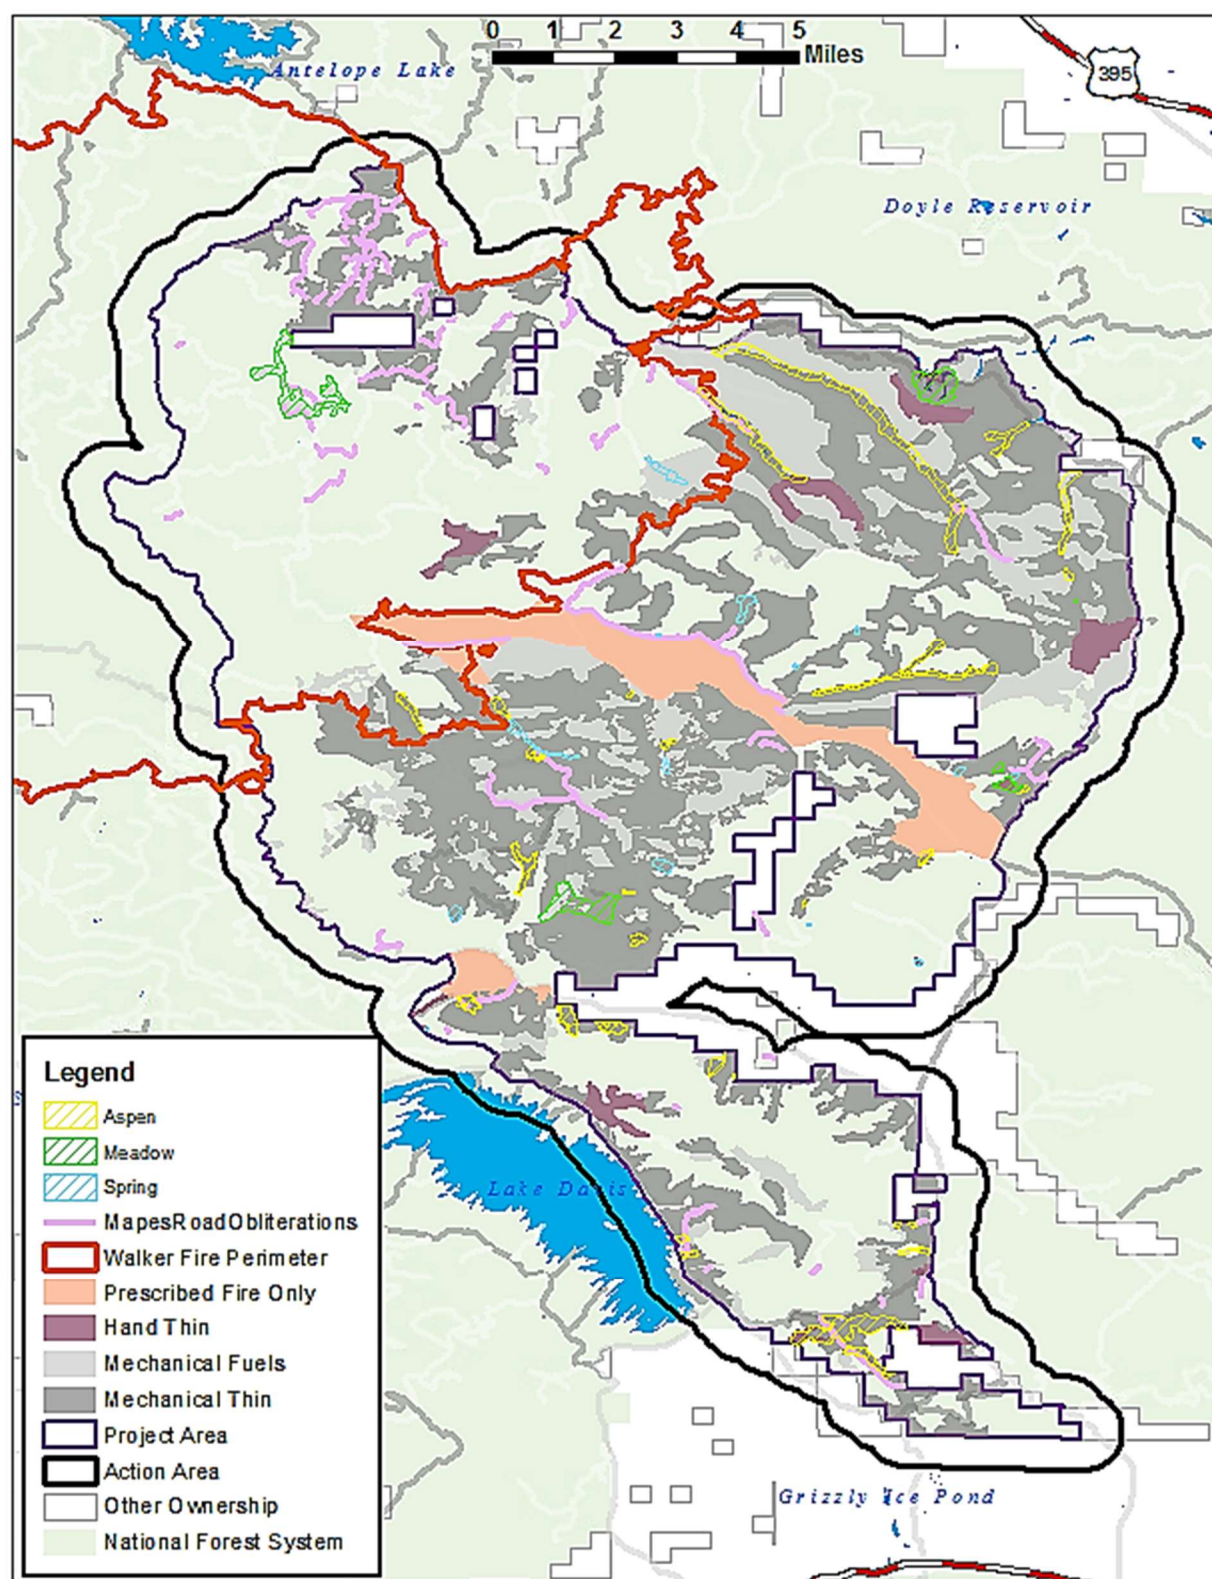 0 1 2 3 4 5
Miles
Antelope Lake
395
Doyle Reservoir
Legend
Aspen
Meadow
Spring
MapesRoadObliterations
Walker Fire Perimeter
Prescribed Fire Only
Hand Thin
Mechanical Fuels
Mechanical Thin
Project Area
Action Area
Other Ownership
National Forest System
Lake Davis
Grizzly Ice Pond